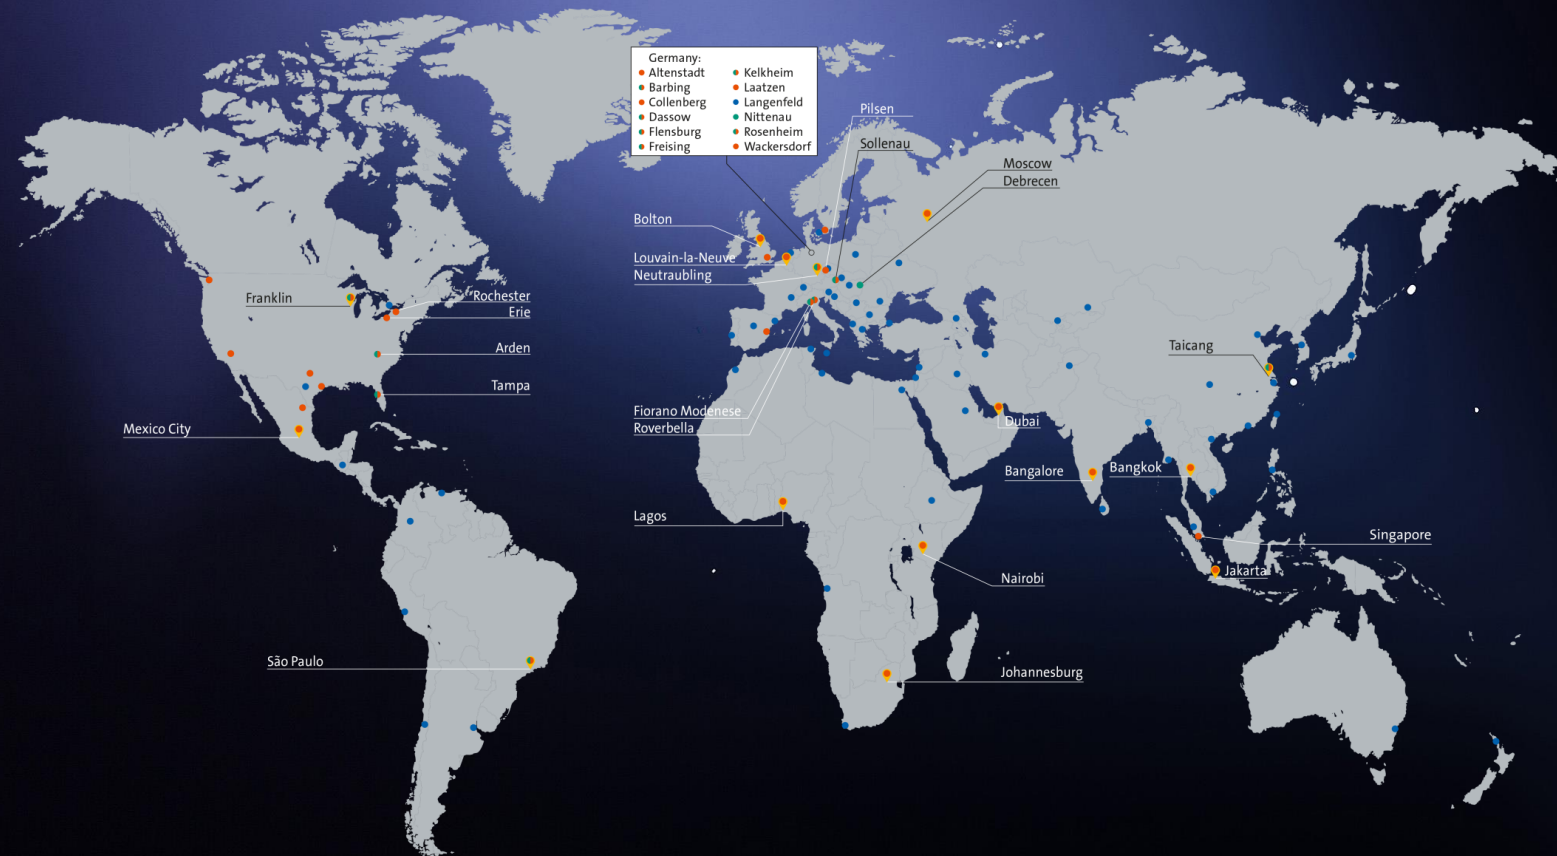 Germany:
Altenstadt
Barbing
Collenberg
Dassow
Flensburg
Freising
Kelkheim
Laatzen
Langenfeld
Nittenau
Rosenheim
Wackersdorf
Pilsen
Sollenau
Moscow
Debrecen
Bolton
Louvain-la-Neuve
Neutraubling
Franklin
Rochester
Erie
Arden
Tampa
Mexico City
Taicang
Fiorano Modenese
Roverbella
Dubai
Bangalore
Bangkok
Lagos
Singapore
Jakarta
Nairobi
São Paulo
Johannesburg